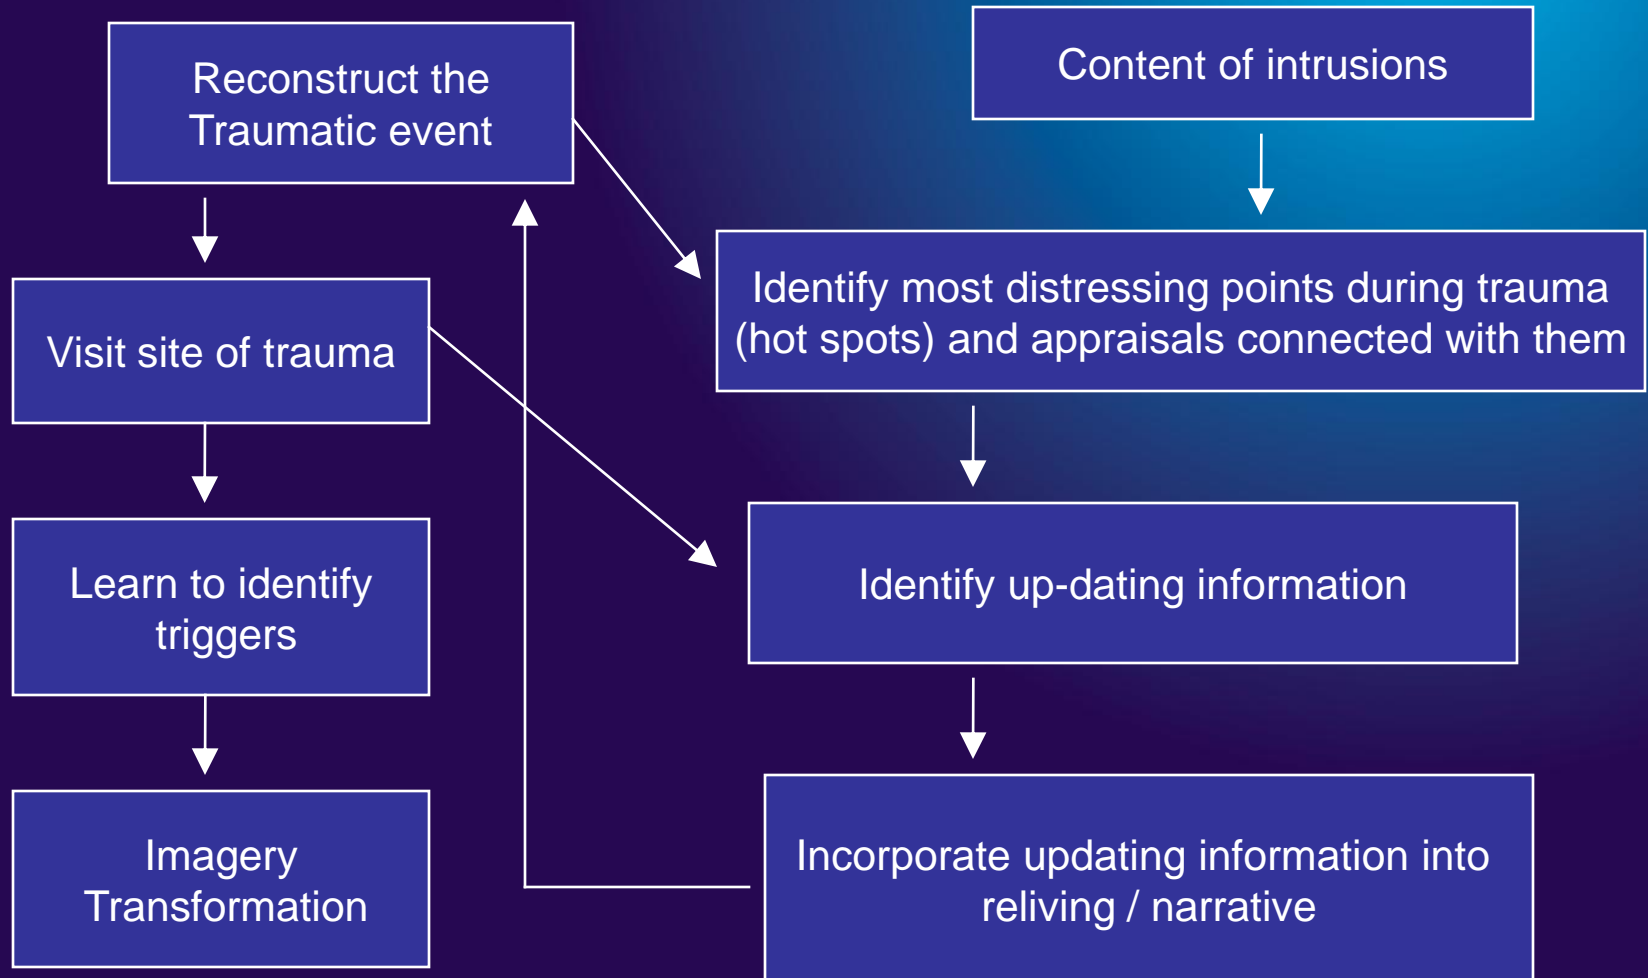 Reconstruct the
Traumatic event
Content of intrusions
Visit site of trauma
Identify most distressing points during trauma
(hot spots) and appraisals connected with them
Learn to identify
triggers
Identify up-dating information
Imagery
Transformation
Incorporate updating information into
reliving / narrative